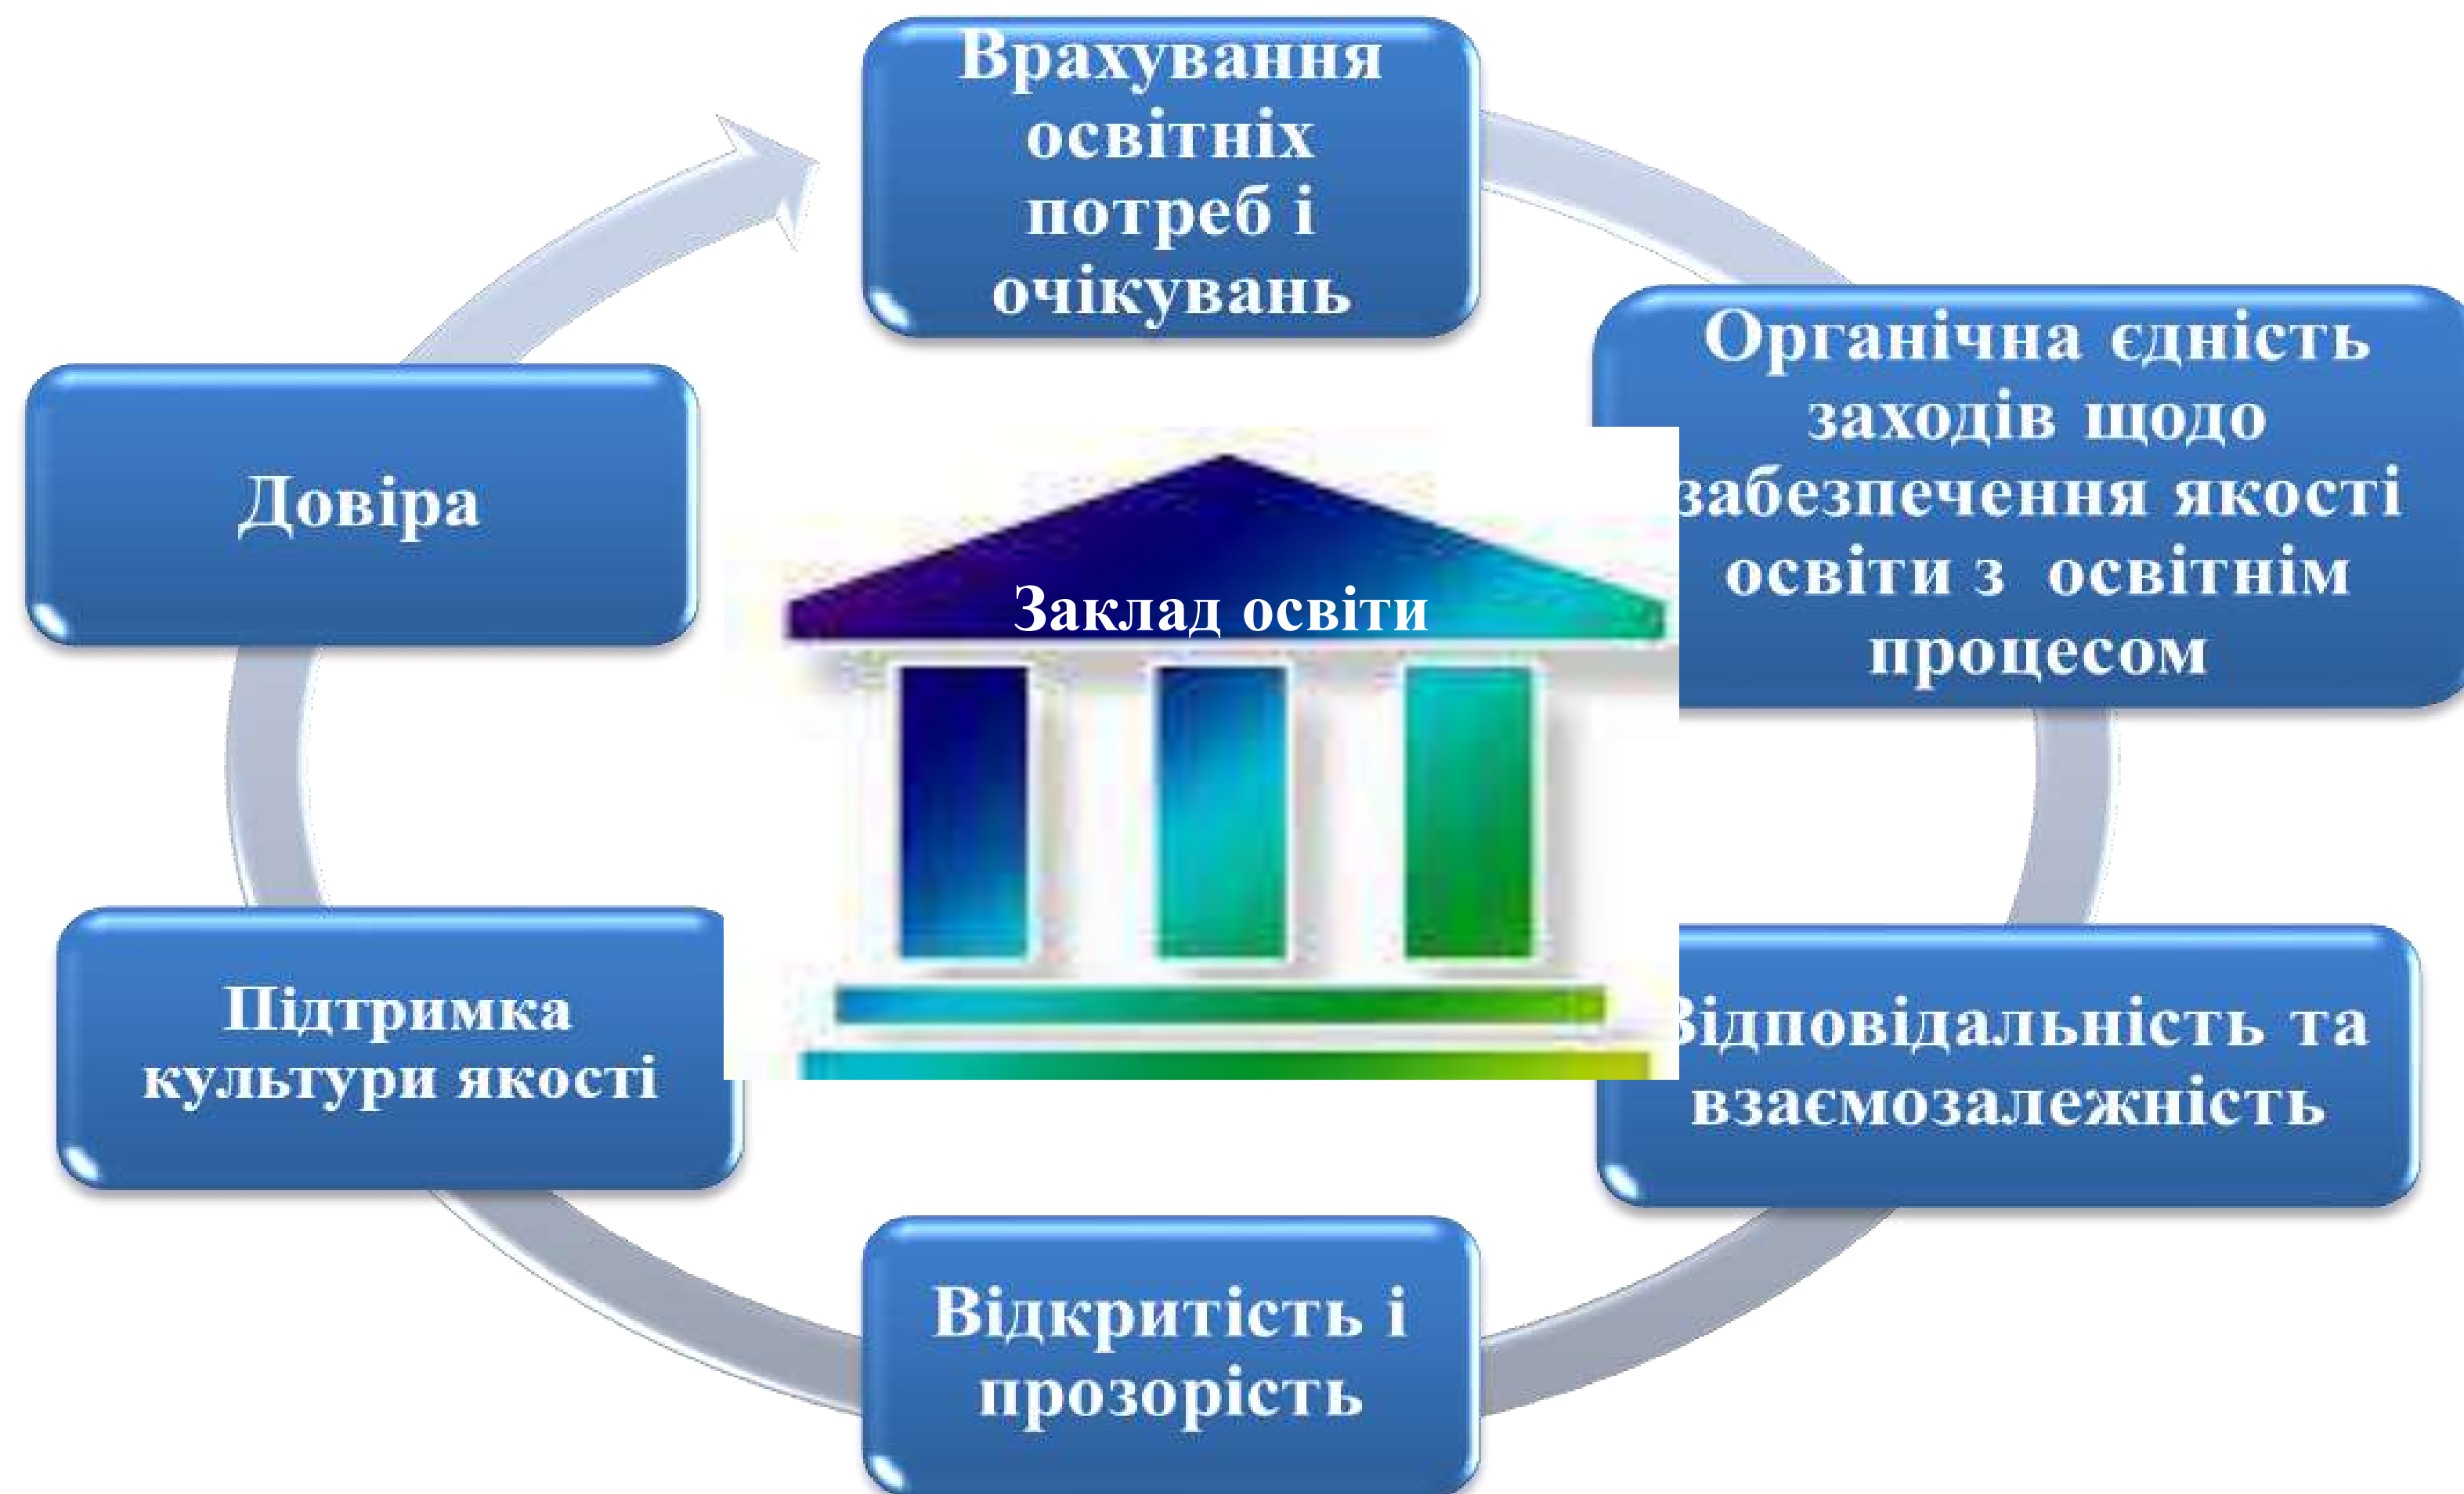 Врахування
освітніх
потреб і
очікувань
Органічна єдність
заходів щодо
забезпечення якості
освіти з освітнім
процесом
Відповідальність та
взаємозалежність
Відкритість і
прозорість
Підтримка
культури якості
Довіра
Заклад освіти